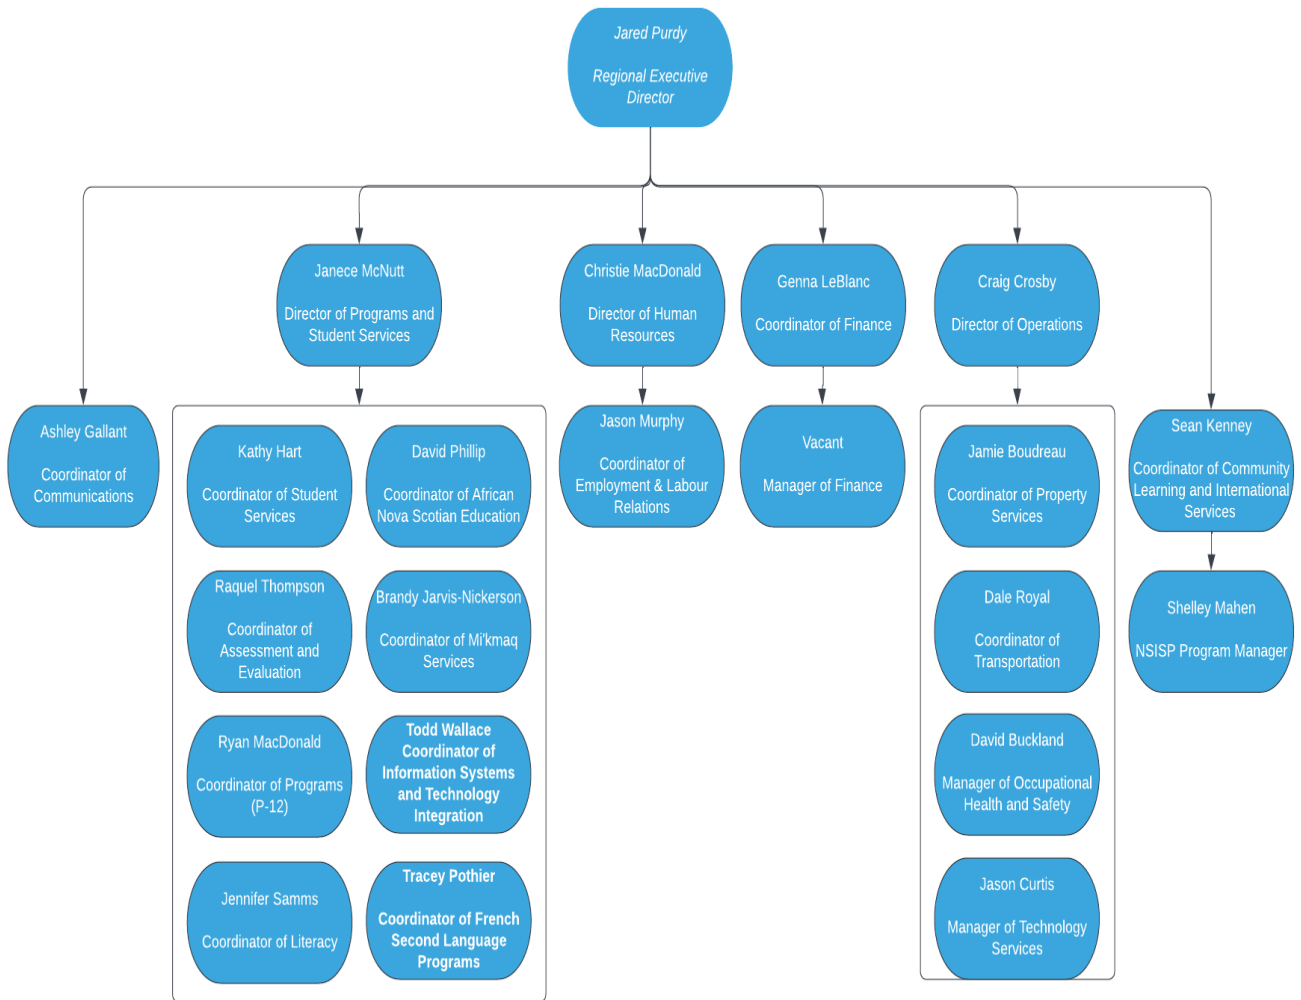 Jared Purdy
Regional Executive
Director
Janece McNutt
Director of Programs and
Student Services
Christie MacDonald
Director of Human
Resources
Genna LeBlanc
Coordinator of Finance
Craig Crosby
Director of Operations
Ashley Gallant
Coordinator of
Communications
Kathy Hart
Coordinator of Student
Services
David Phillip
Coordinator of African
Nova Scotian Education
Raquel Thompson
Coordinator of
Assessment and
Evaluation
Brandy Jarvis-Nickerson
Coordinator of Mi'kmaq
Services
Ryan MacDonald
Coordinator of Programs
(P-12)
Todd Wallace
Coordinator of
Information Systems
and Technology
Integration
Jennifer Samms
Coordinator of Literacy
Tracey Pothier
Coordinator of French
Second Language
Programs
Jason Murphy
Coordinator of
Employment & Labour
Relations
Vacant
Manager of Finance
Jamie Boudreau
Coordinator of Property
Services
Dale Royal
Coordinator of
Transportation
David Buckland
Manager of Occupational
Health and Safety
Jason Curtis
Manager of Technology
Services
Sean Kenney
Coordinator of Community
Learning and International
Services
Shelley Mahen
NSISP Program Manager